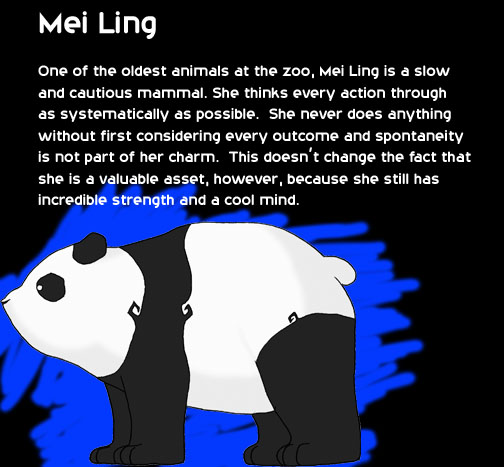 Mei Ling
One of the oldest animals at the zoo, Mei Ling is a slow
and cautious mammal. She thinks every action through
as systematically as possible. She never does anything
without first considering every outcome and spontaneity
is not part of her charm. This doesn't change the fact that
she is a valuable asset, however, because she still has
incredible strength and a cool mind.